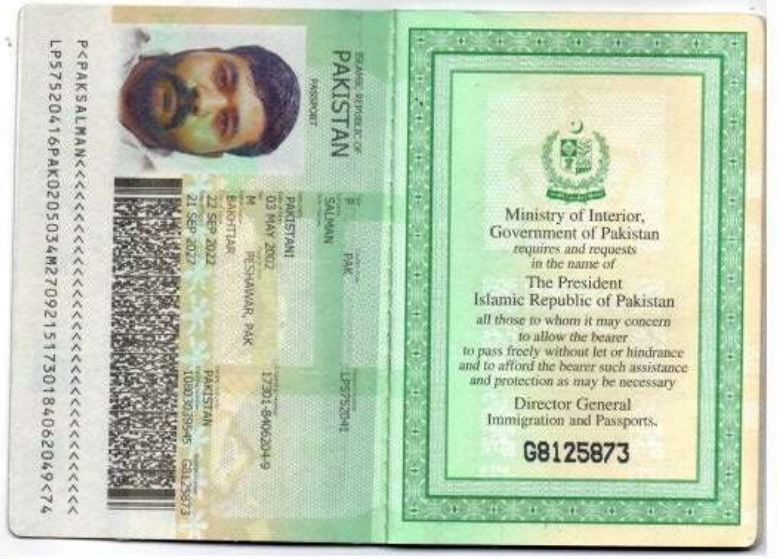 ISLAMIC REPUBLIC OF
PAKISTAN
PASSPORT
P PAK LP5752041
SALMAN
PAKISTANI
03 MAY 2002 17301-8406204-9
M PESHAWAR, PAK
BAKHTIAR
22 SEP 2022 PAKISTAN
21 SEP 2027 G8125873
P<PAKSALMAN<<<<<<<<<<<<<<<<<<<<<<<<<<<<<<<<<
LP57520416PAK0205034M27092151730184062049<74
Ministry of Interior,
Government of Pakistan
requires and requests
in the name of
The President
Islamic Republic of Pakistan
all those to whom it may concern
to allow the bearer
to pass freely without let or hindrance
and to afford the bearer such assistance
and protection as may be necessary
Director General
Immigration and Passports.
G8125873